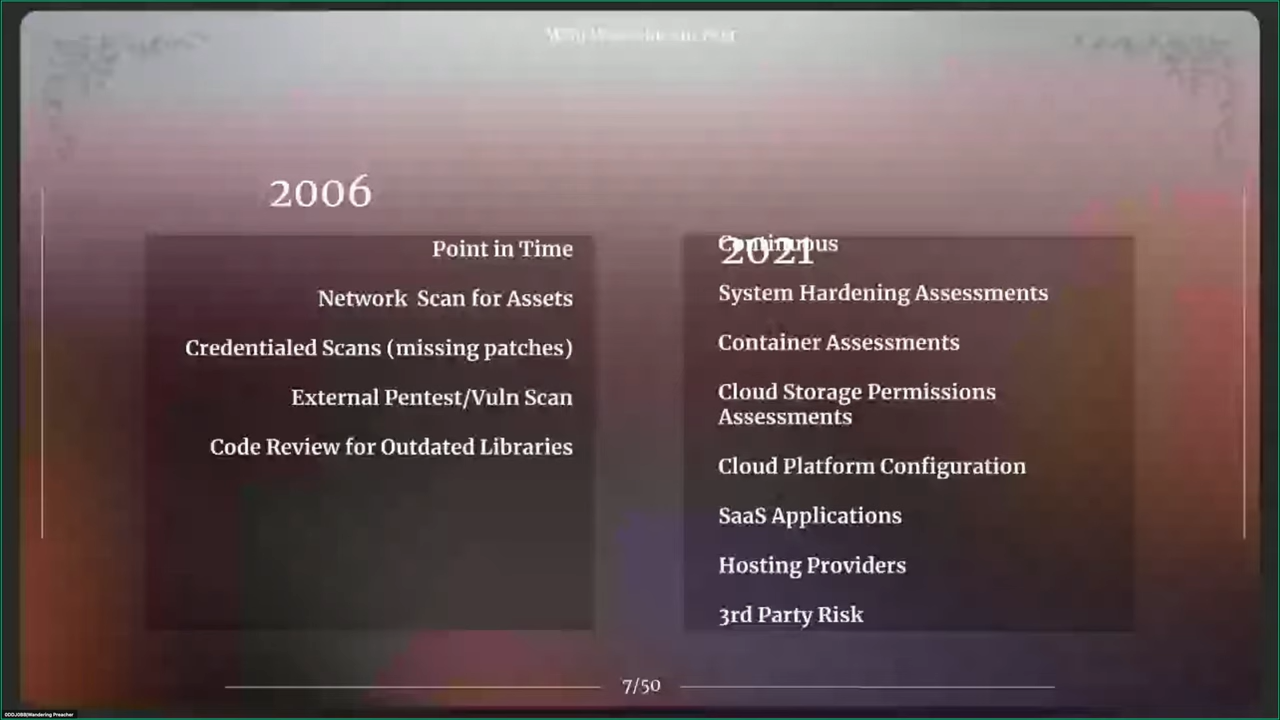 2006
Point in Time
Network Scan for Assets
Credentialed Scans (missing patches)
External Pentest/Vuln Scan
Code Review for Outdated Libraries
2021
Continuous
System Hardening Assessments
Container Assessments
Cloud Storage Permissions
Assessments
Cloud Platform Configuration
SaaS Applications
Hosting Providers
3rd Party Risk
7/50
Preacher